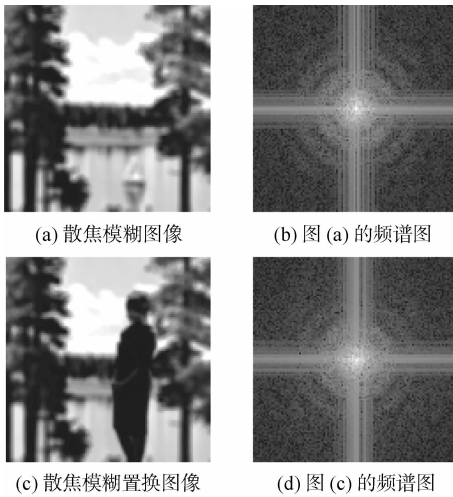 (a) 散焦模糊图像
(b) 图 (a) 的频谱图
(c) 散焦模糊置换图像
(d) 图 (c) 的频谱图